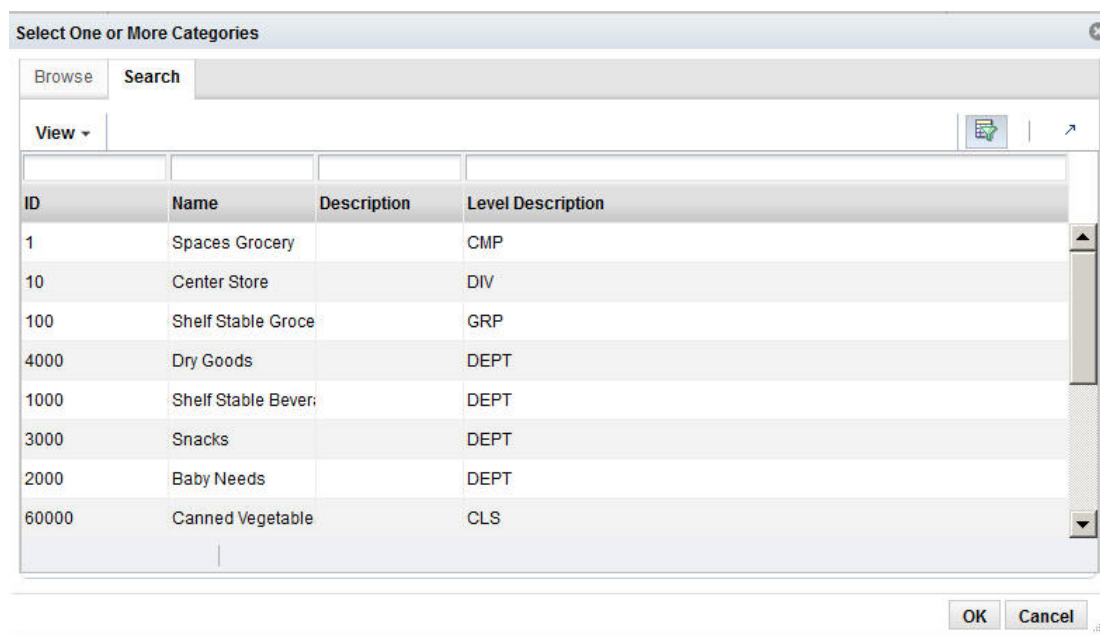 Select One or More Categories
Browse Search
View
ID Name Description Level Description
1 Spaces Grocery CMP
10 Center Store DIV
100 Shelf Stable Groce GRP
4000 Dry Goods DEPT
1000 Shelf Stable Bever DEPT
3000 Snacks DEPT
2000 Baby Needs DEPT
60000 Canned Vegetable CLS
OK Cancel